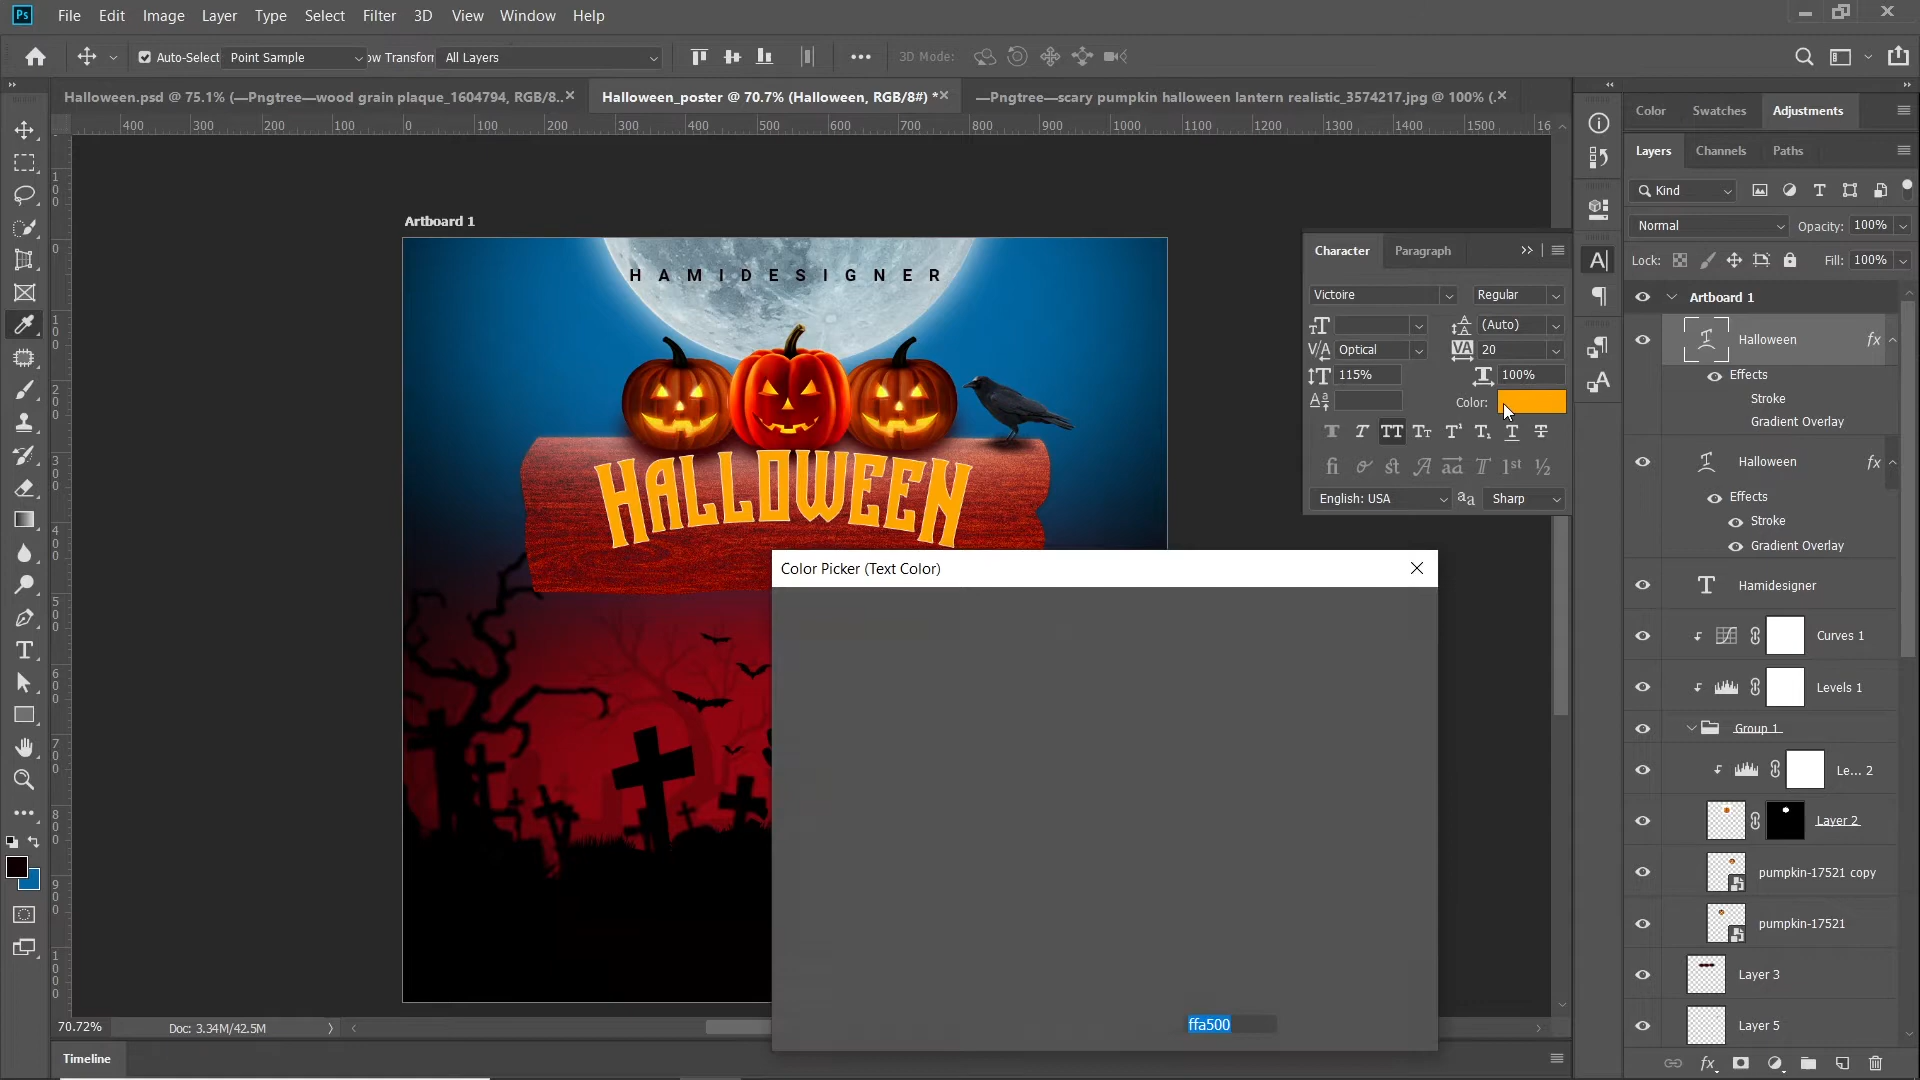 Ps File Edit Image Layer Type Select Filter 3D View Window Help
Auto-Select Point Sample ow Transform All Layers 3D Mode:
Halloween.psd @ 75.1% (—Pngtree—wood grain plaque_1604794, RGB/8...
Halloween_poster @ 70.7% (Halloween, RGB/8#) *
—Pngtree—scary pumpkin halloween lantern realistic_3574217.jpg @ 100% (.
400 300 200 100 0 100 200 300 400 500 600 700 800 900 1000 1100 1200 1300 1400 1500 16
Artboard 1
HAMIDESIGNER
HALLOWEEN
Character Paragraph
Victoire Regular
(Auto)
Optical 20
115% 100%
Color:
English: USA Sharp
Color Picker (Text Color)
ffa500
Color Swatches Adjustments
Layers Channels Paths
Kind
Normal Opacity: 100%
Lock: Fill: 100%
Artboard 1
Halloween fx
Effects
Stroke
Gradient Overlay
Halloween fx
Effects
Stroke
Gradient Overlay
Hamidesigner
Curves 1
Levels 1
Group 1
Le... 2
Layer 2
pumpkin-17521 copy
pumpkin-17521
Layer 3
Layer 5
fx
70.72% Doc: 3.34M/42.5M
Timeline